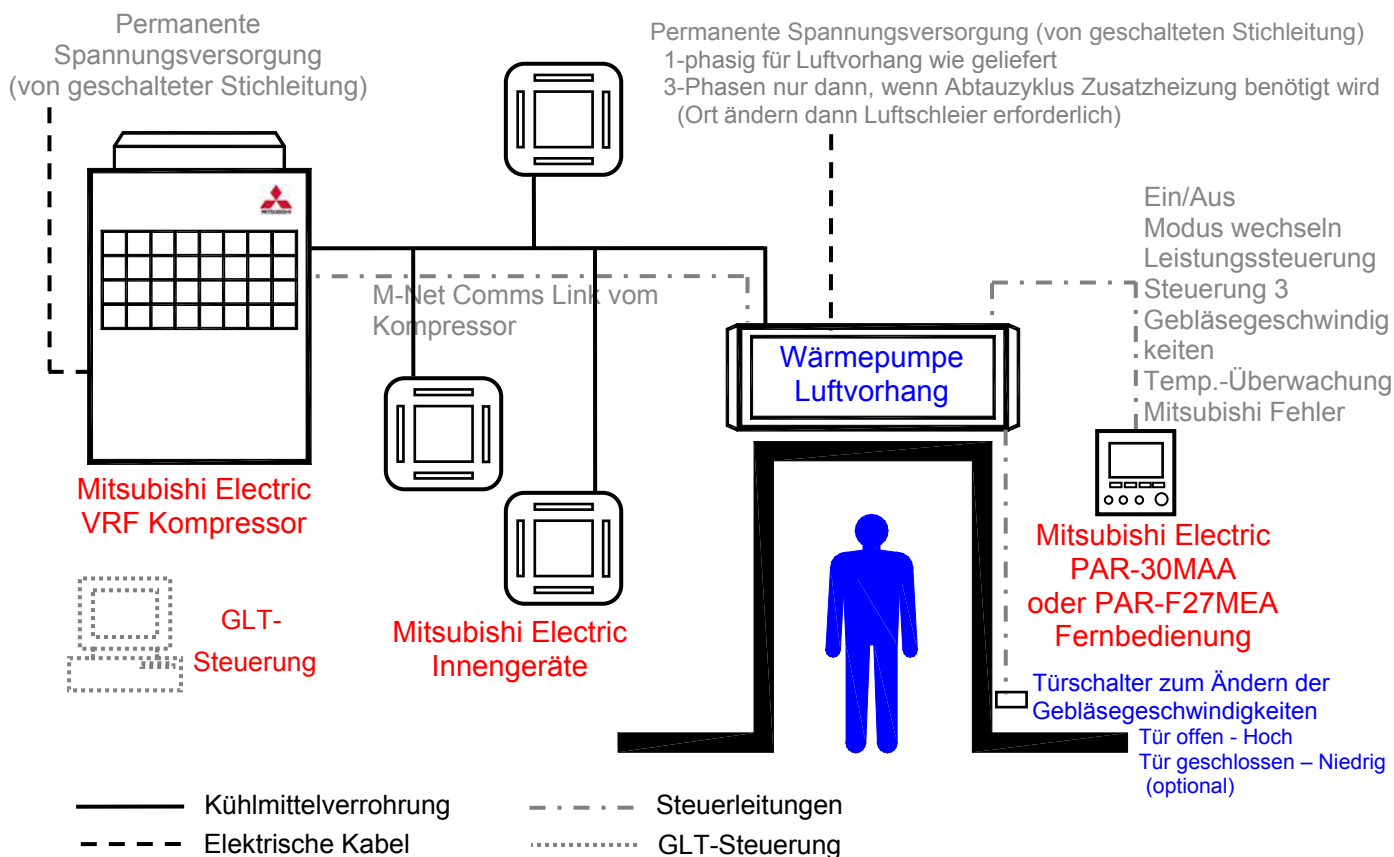 Permanente
Spannungsversorgung
(von geschalteter Stichleitung)
Permanente Spannungsversorgung (von geschalteten Stichleitung)
1-phasig für Luftvorhang wie geliefert
3-Phasen nur dann, wenn Abtauzyklus Zusatzheizung benötigt wird
(Ort ändern dann Luftschleier erforderlich)
MITSUBISHI
Ein/Aus
Modus wechseln
Leistungssteuerung
Steuerung 3
Gebläsegeschwindig
keiten
Temp.-Überwachung
Mitsubishi Fehler
M-Net Comms Link vom
Kompressor
Wärmepumpe
Luftvorhang
Mitsubishi Electric
VRF Kompressor
Mitsubishi Electric
PAR-30MAA
oder PAR-F27MEA
Fernbedienung
GLT-
Steuerung
Mitsubishi Electric
Innengeräte
Türschalter zum Ändern der
Gebläsegeschwindigkeiten
Tür offen - Hoch
Tür geschlossen – Niedrig
(optional)
Kühlmittelverrohrung
Steuerleitungen
Elektrische Kabel
GLT-Steuerung